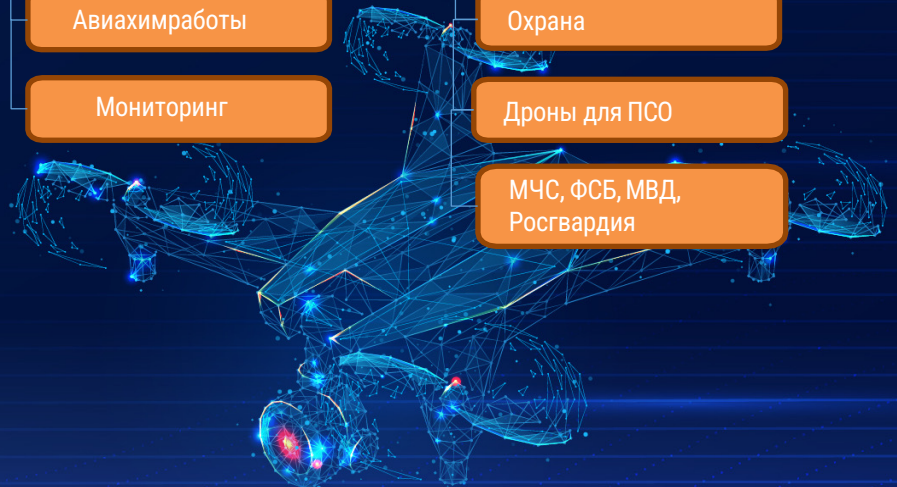 Авиахимработы
Мониторинг
Охрана
Дроны для ПСО
МЧС, ФСБ, МВД,
Росгвардия